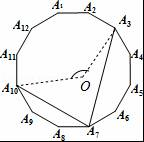 A₁ A₂
A₁₂ A₃
A₁₁ A₄
A₁₀ O A₅
A₉ A₆
A₈ A₇